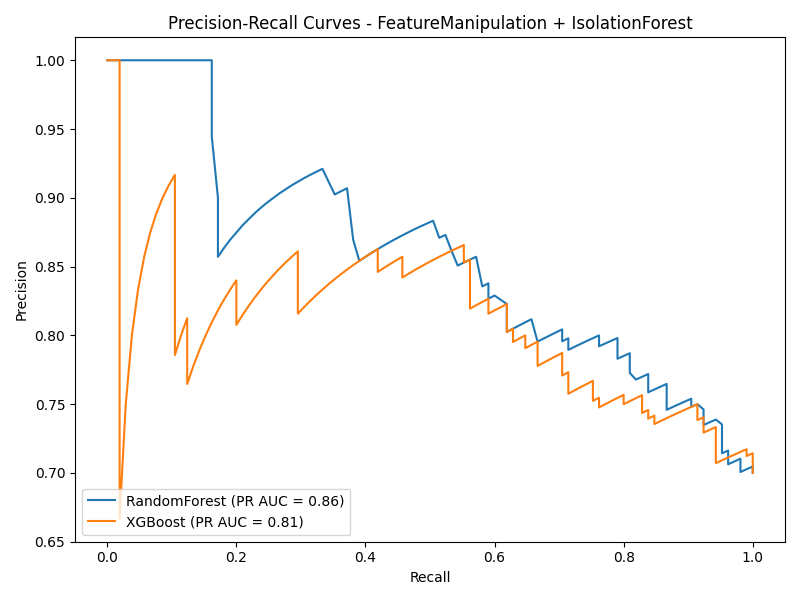 Precision-Recall Curves - FeatureManipulation + IsolationForest
Precision
1.00
0.95
0.90
0.85
0.80
0.75
0.70
0.65
RandomForest (PR AUC = 0.86)
XGBoost (PR AUC = 0.81)
0.0 0.2 0.4 0.6 0.8 1.0
Recall